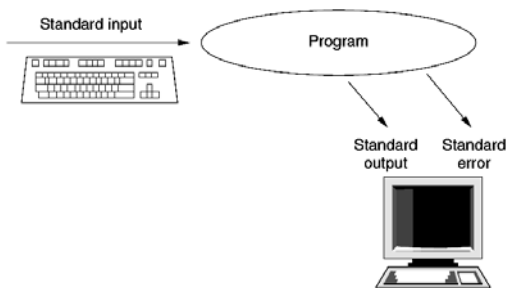 Standard input
Program
Standard
output
Standard
error